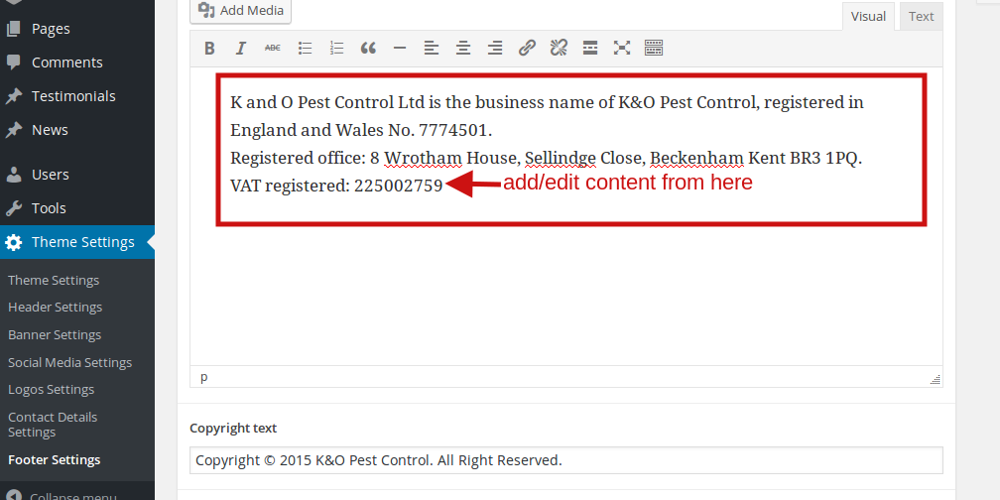 Add Media
Visual
Text
Pages
Comments
Testimonials
News
Users
Tools
Theme Settings
Theme Settings
Header Settings
Banner Settings
Social Media Settings
Logos Settings
Contact Details
Settings
Footer Settings
Collapse menu
B I ABC
K and O Pest Control Ltd is the business name of K&O Pest Control, registered in
England and Wales No. 7774501.
Registered office: 8 Wrotham House, Sellindge Close, Beckenham Kent BR3 1PQ.
VAT registered: 225002759
add/edit content from here
p
Copyright text
Copyright © 2015 K&O Pest Control. All Right Reserved.